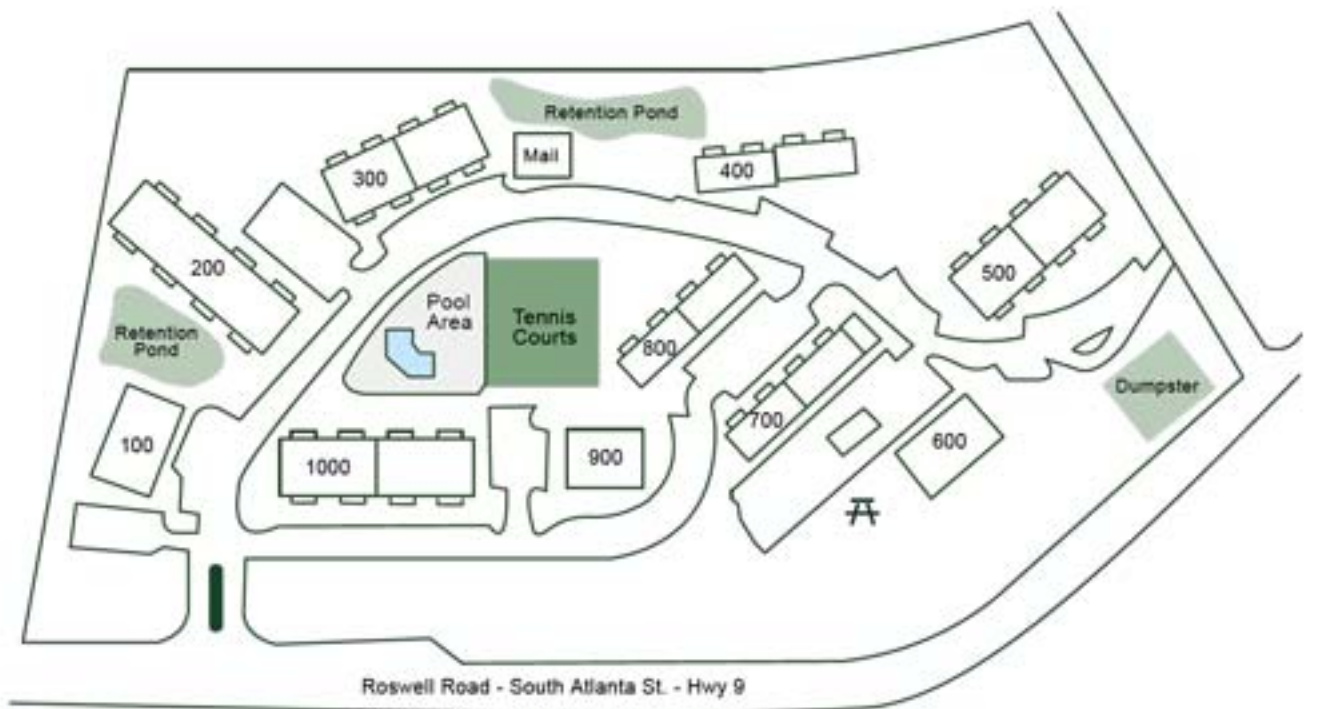 Retention Pond
Mail
300
400
200
500
Pool
Area
Tennis
Courts
Retention
Pond
800
Dumpster
700
100
600
1000
900
Roswell Road - South Atlanta St. - Hwy 9